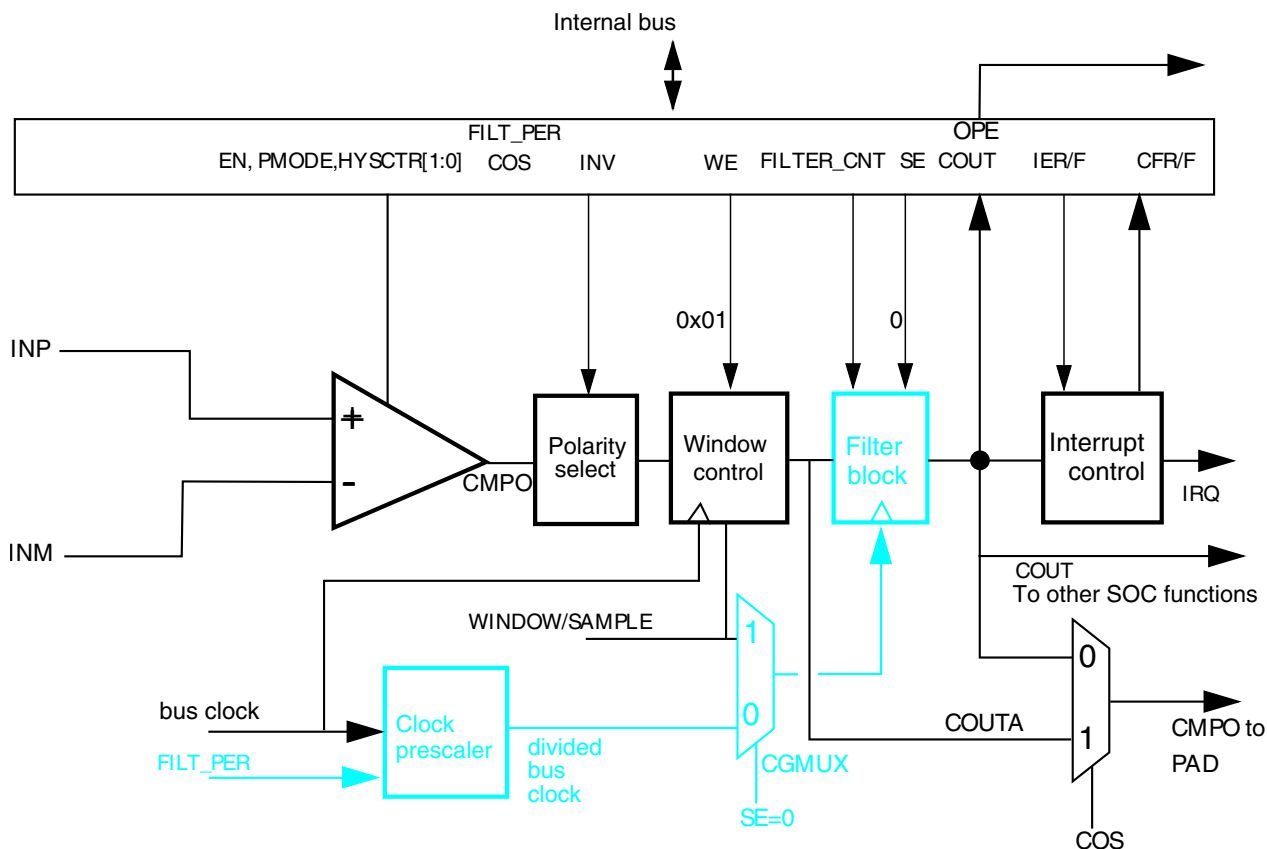 Internal bus
FILT_PER
OPE
EN, PMODE,HYSCTR[1:0]
COS
INV
WE
FILTER_CNT
SE
COUT
IER/F
CFR/F
0x01
0
INP
+
-
INM
CMPO
Polarity
select
Window
control
Filter
block
Interrupt
control
IRQ
COUT
To other SOC functions
WINDOW/SAMPLE
1
0
CGMUX
SE=0
bus clock
FILT_PER
Clock
prescaler
divided
bus
clock
COUTA
0
1
CMPO to
PAD
COS